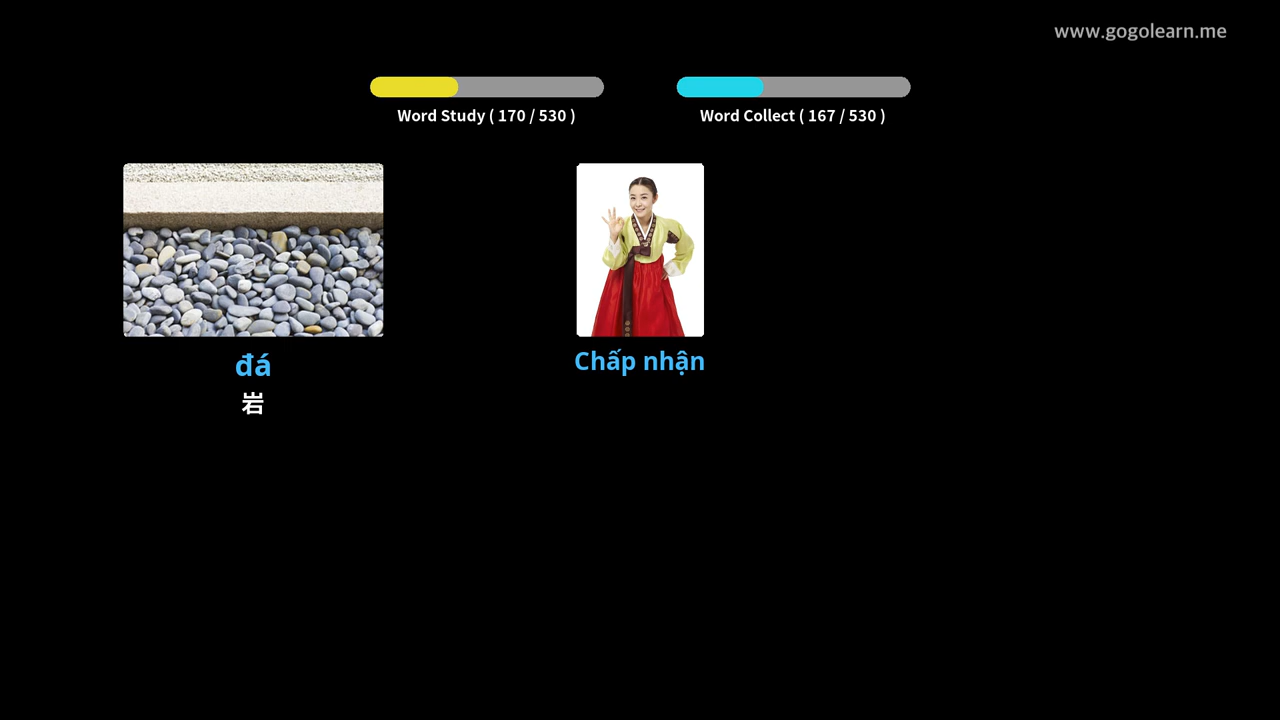 www.gogolearn.me
Word Study ( 170 / 530 )
Word Collect ( 167 / 530 )
đá
岩
Chấp nhận